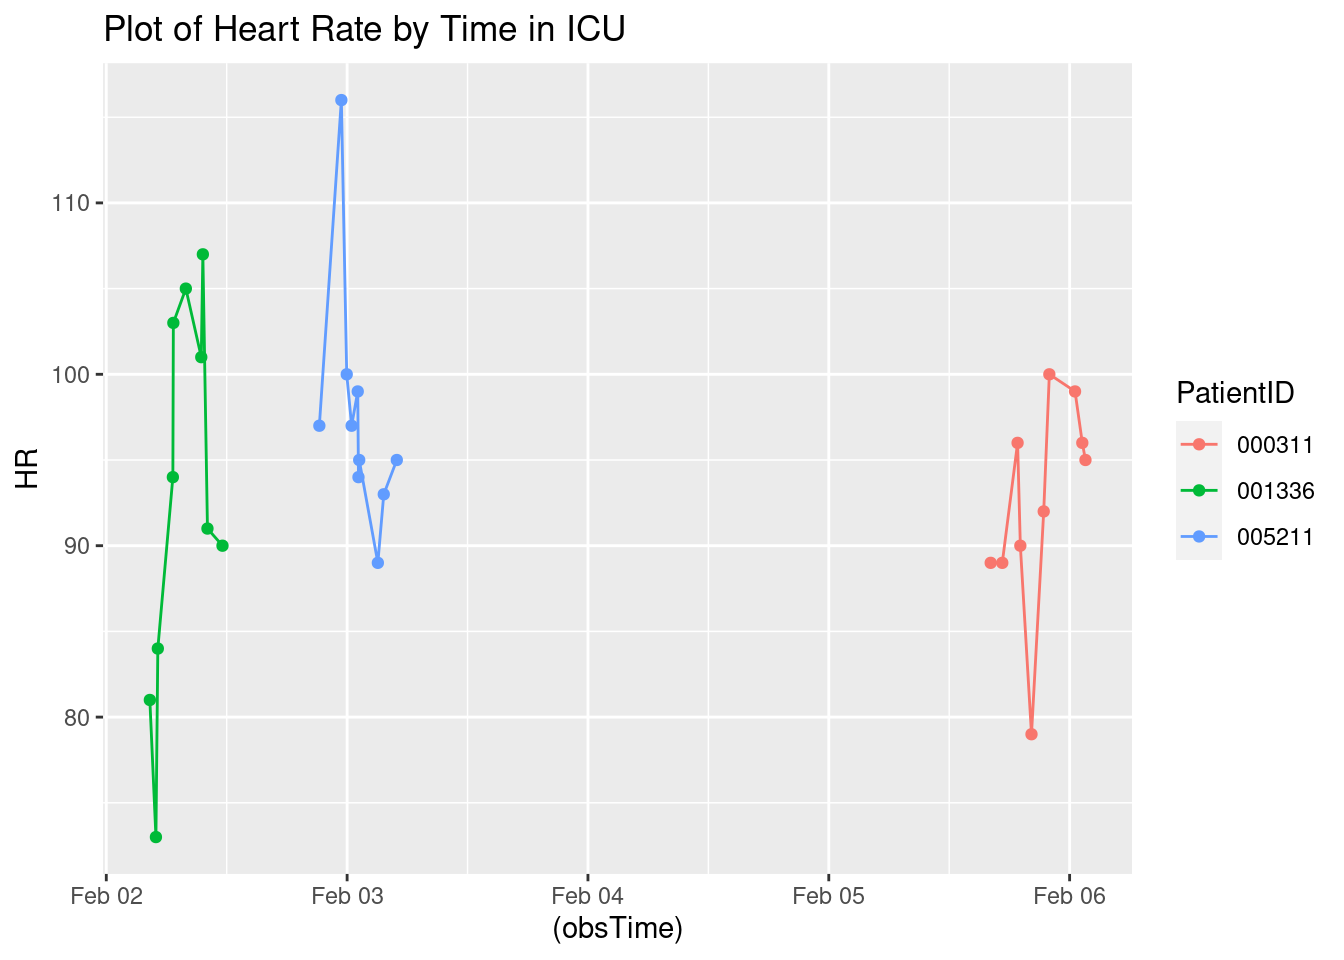 Plot of Heart Rate by Time in ICU
HR
110
100
90
80
Feb 02
Feb 03
Feb 04
Feb 05
Feb 06
(obsTime)
PatientID
000311
001336
005211